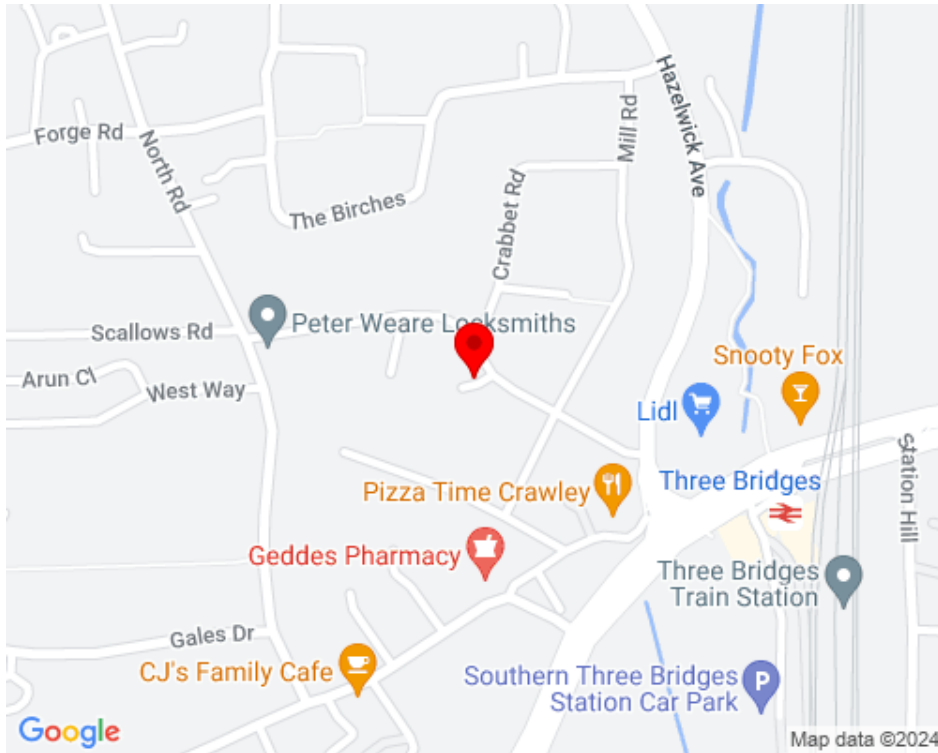 Hazelwick Ave
Forge Rd
North Rd
Mill Rd
The Birches
Crabbet Rd
Scallows Rd
Peter Weare Locksmiths
Arun Cl
West Way
Snooty Fox
Lidl
Pizza Time Crawley
Three Bridges
Station Hill
Geddes Pharmacy
Three Bridges
Train Station
Gales Dr
CJ's Family Cafe
Southern Three Bridges
Station Car Park
P
Google
Map data ©2024